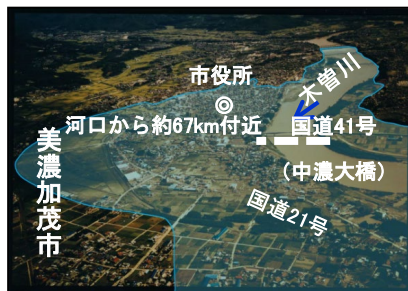 市役所
◎
木曽川
河口から約67km付近
国道41号
(中濃大橋)
美濃加茂市
国道21号